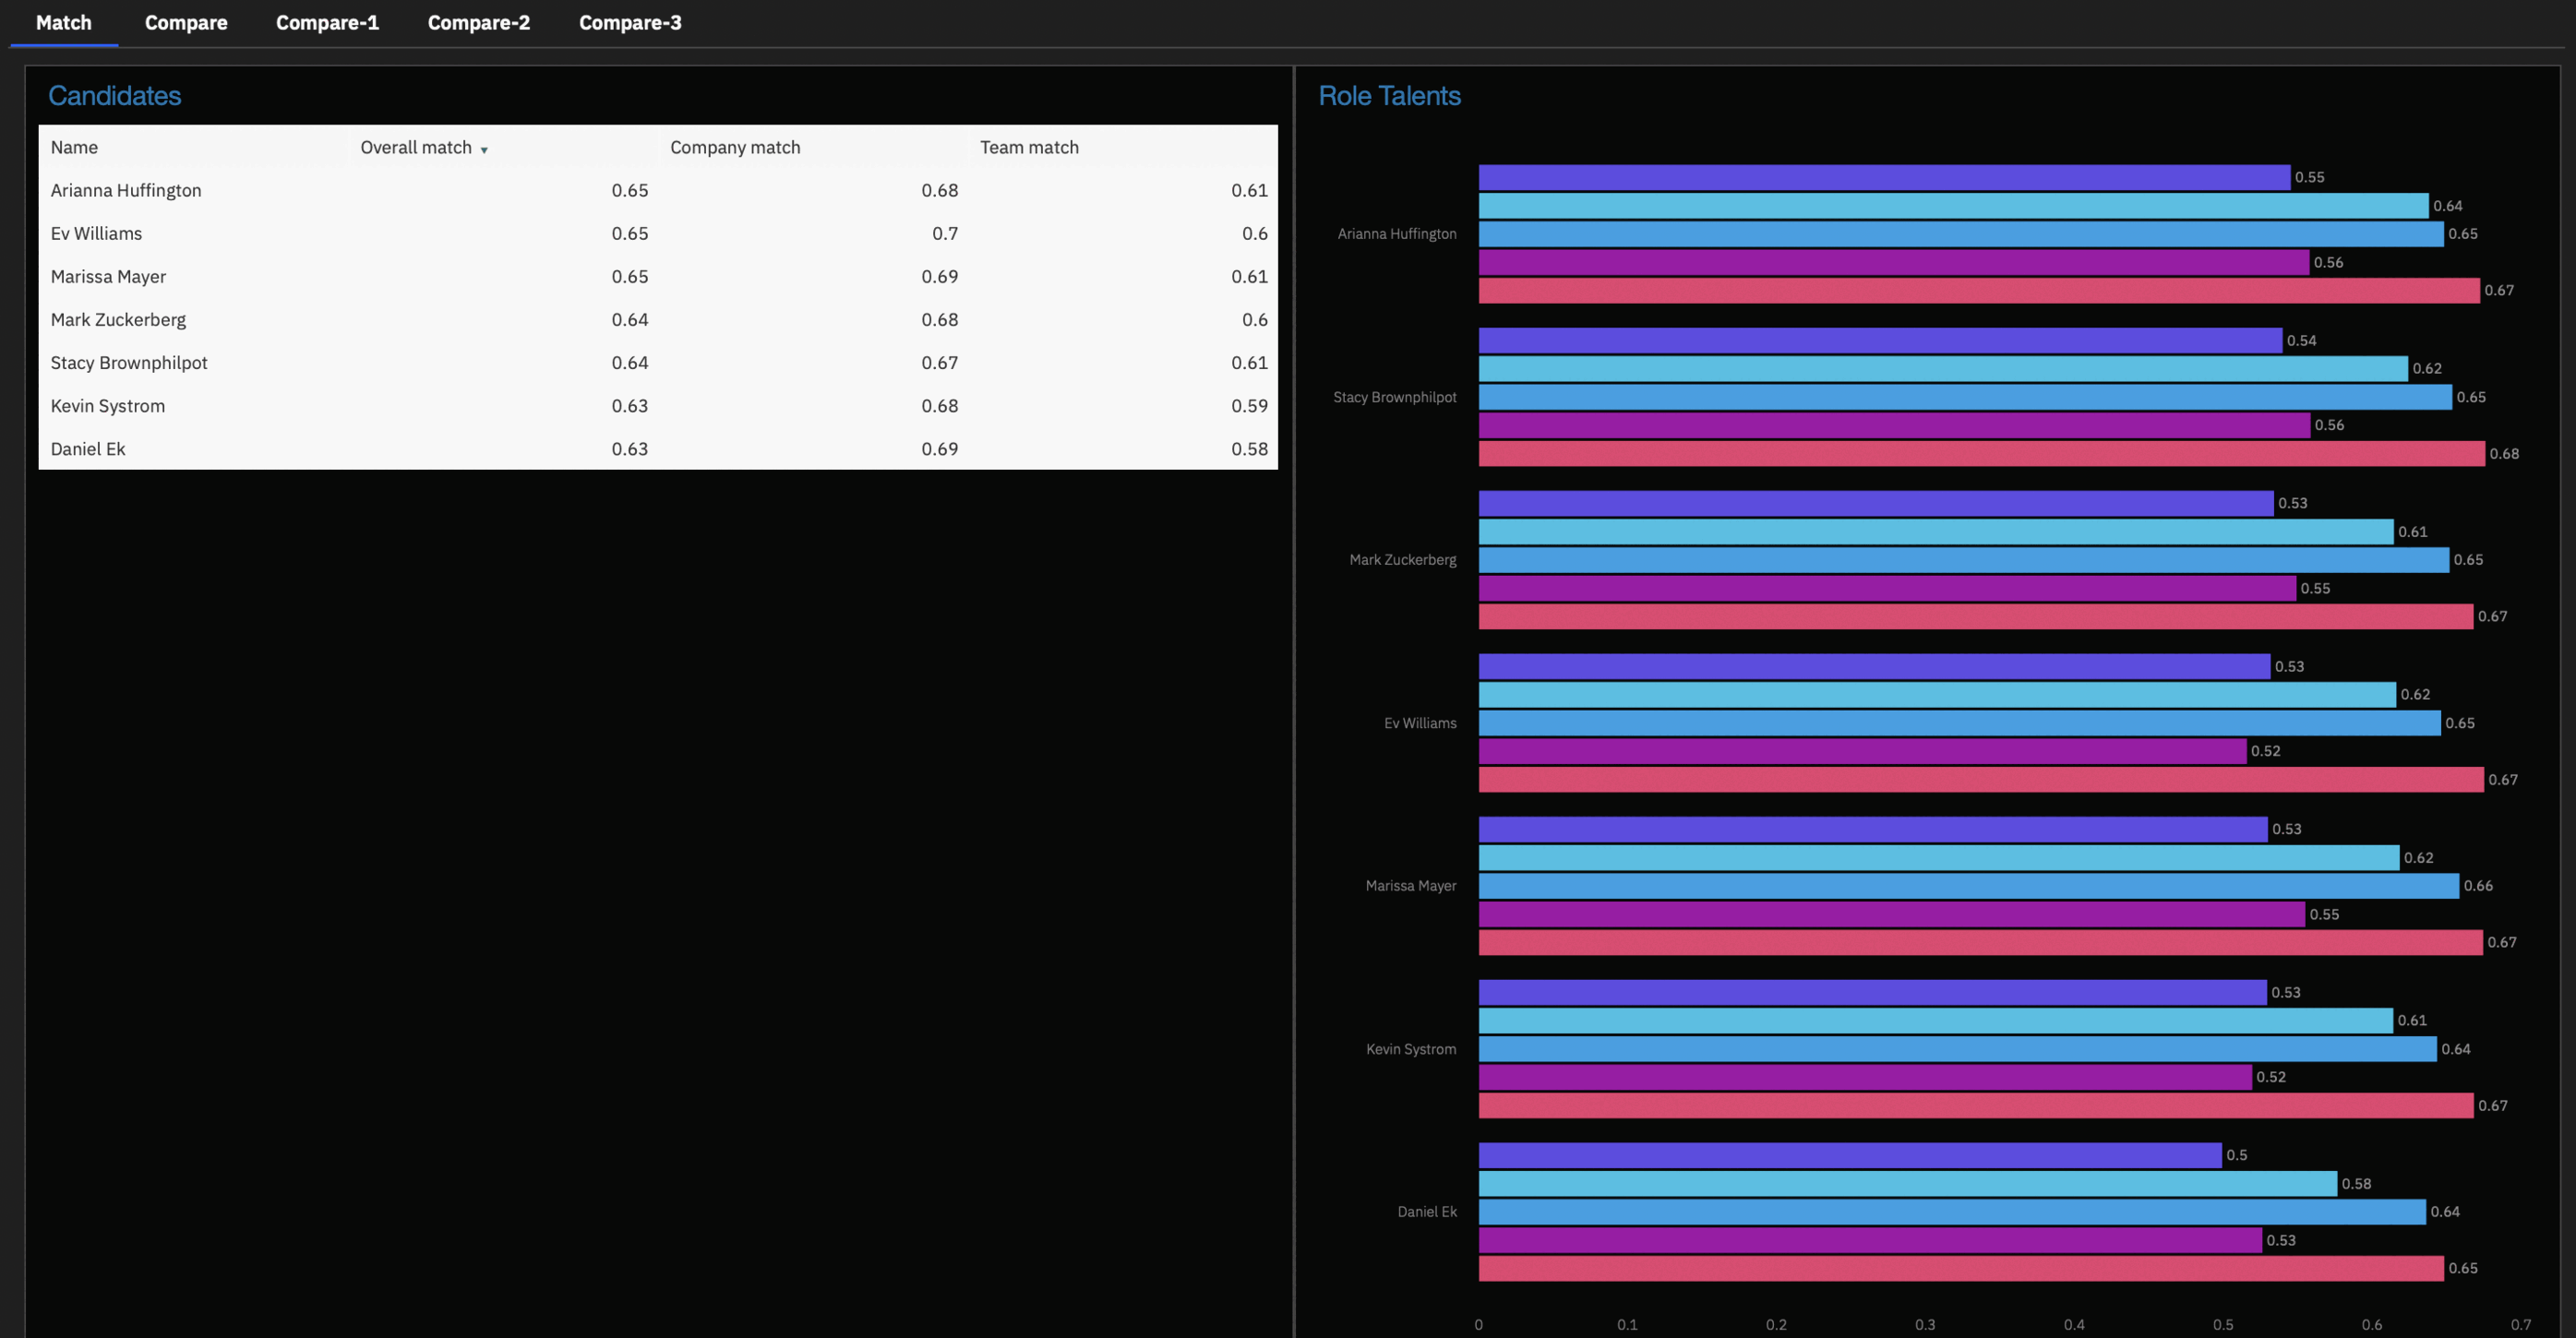 Match Compare Compare-1 Compare-2 Compare-3
Candidates
Name Overall match ▼ Company match Team match
Arianna Huffington 0.65 0.68 0.61
Ev Williams 0.65 0.7 0.6
Marissa Mayer 0.65 0.69 0.61
Mark Zuckerberg 0.64 0.68 0.6
Stacy Brownphilpot 0.64 0.67 0.61
Kevin Systrom 0.63 0.68 0.59
Daniel Ek 0.63 0.69 0.58
Role Talents
0.55
0.64
Arianna Huffington 0.65
0.56
0.67
0.54
0.62
Stacy Brownphilpot 0.65
0.56
0.68
0.53
0.61
Mark Zuckerberg 0.65
0.55
0.67
0.53
0.62
Ev Williams 0.65
0.52
0.67
0.53
0.62
Marissa Mayer 0.66
0.55
0.67
0.53
0.61
Kevin Systrom 0.64
0.52
0.67
0.5
0.58
Daniel Ek 0.64
0.53
0.65
0 0.1 0.2 0.3 0.4 0.5 0.6 0.7